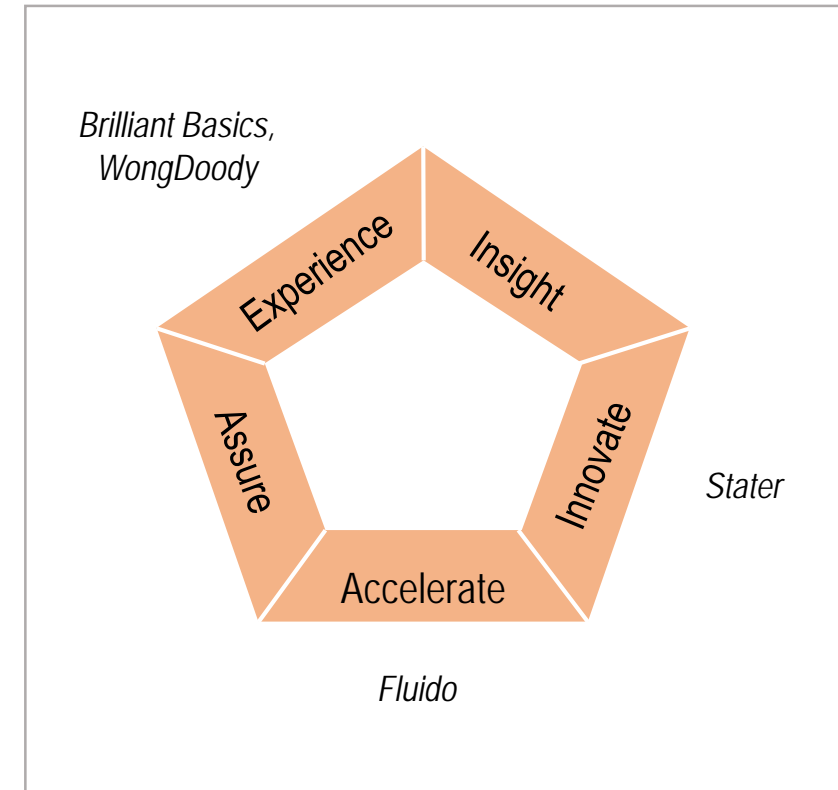 Brilliant Basics,
WongDoody
Experience
Insight
Assure
Innovate
Stater
Accelerate
Fluido